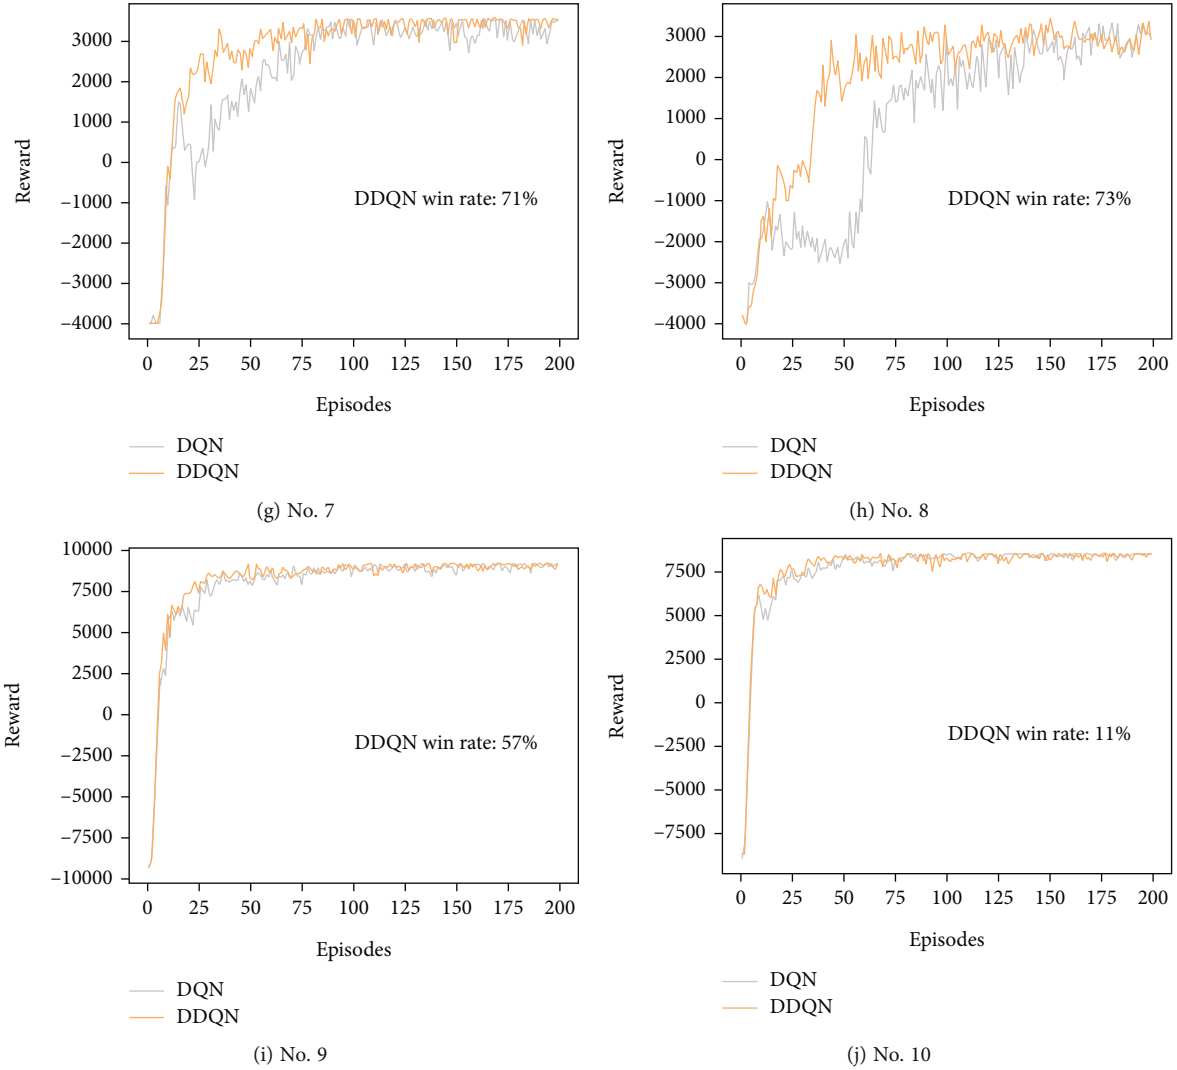 3000
2000
1000
0
−1000
−2000
−3000
−4000
Reward
DDQN win rate: 71%
0 25 50 75 100 125 150 175 200
Episodes
DQN
DDQN
(g) No. 7
3000
2000
1000
0
−1000
−2000
−3000
−4000
Reward
DDQN win rate: 73%
0 25 50 75 100 125 150 175 200
Episodes
DQN
DDQN
(h) No. 8
10000
7500
5000
2500
0
−2500
−5000
−7500
−10000
Reward
DDQN win rate: 57%
0 25 50 75 100 125 150 175 200
Episodes
DQN
DDQN
(i) No. 9
7500
5000
2500
0
−2500
−5000
−7500
Reward
DDQN win rate: 11%
0 25 50 75 100 125 150 175 200
Episodes
DQN
DDQN
(j) No. 10